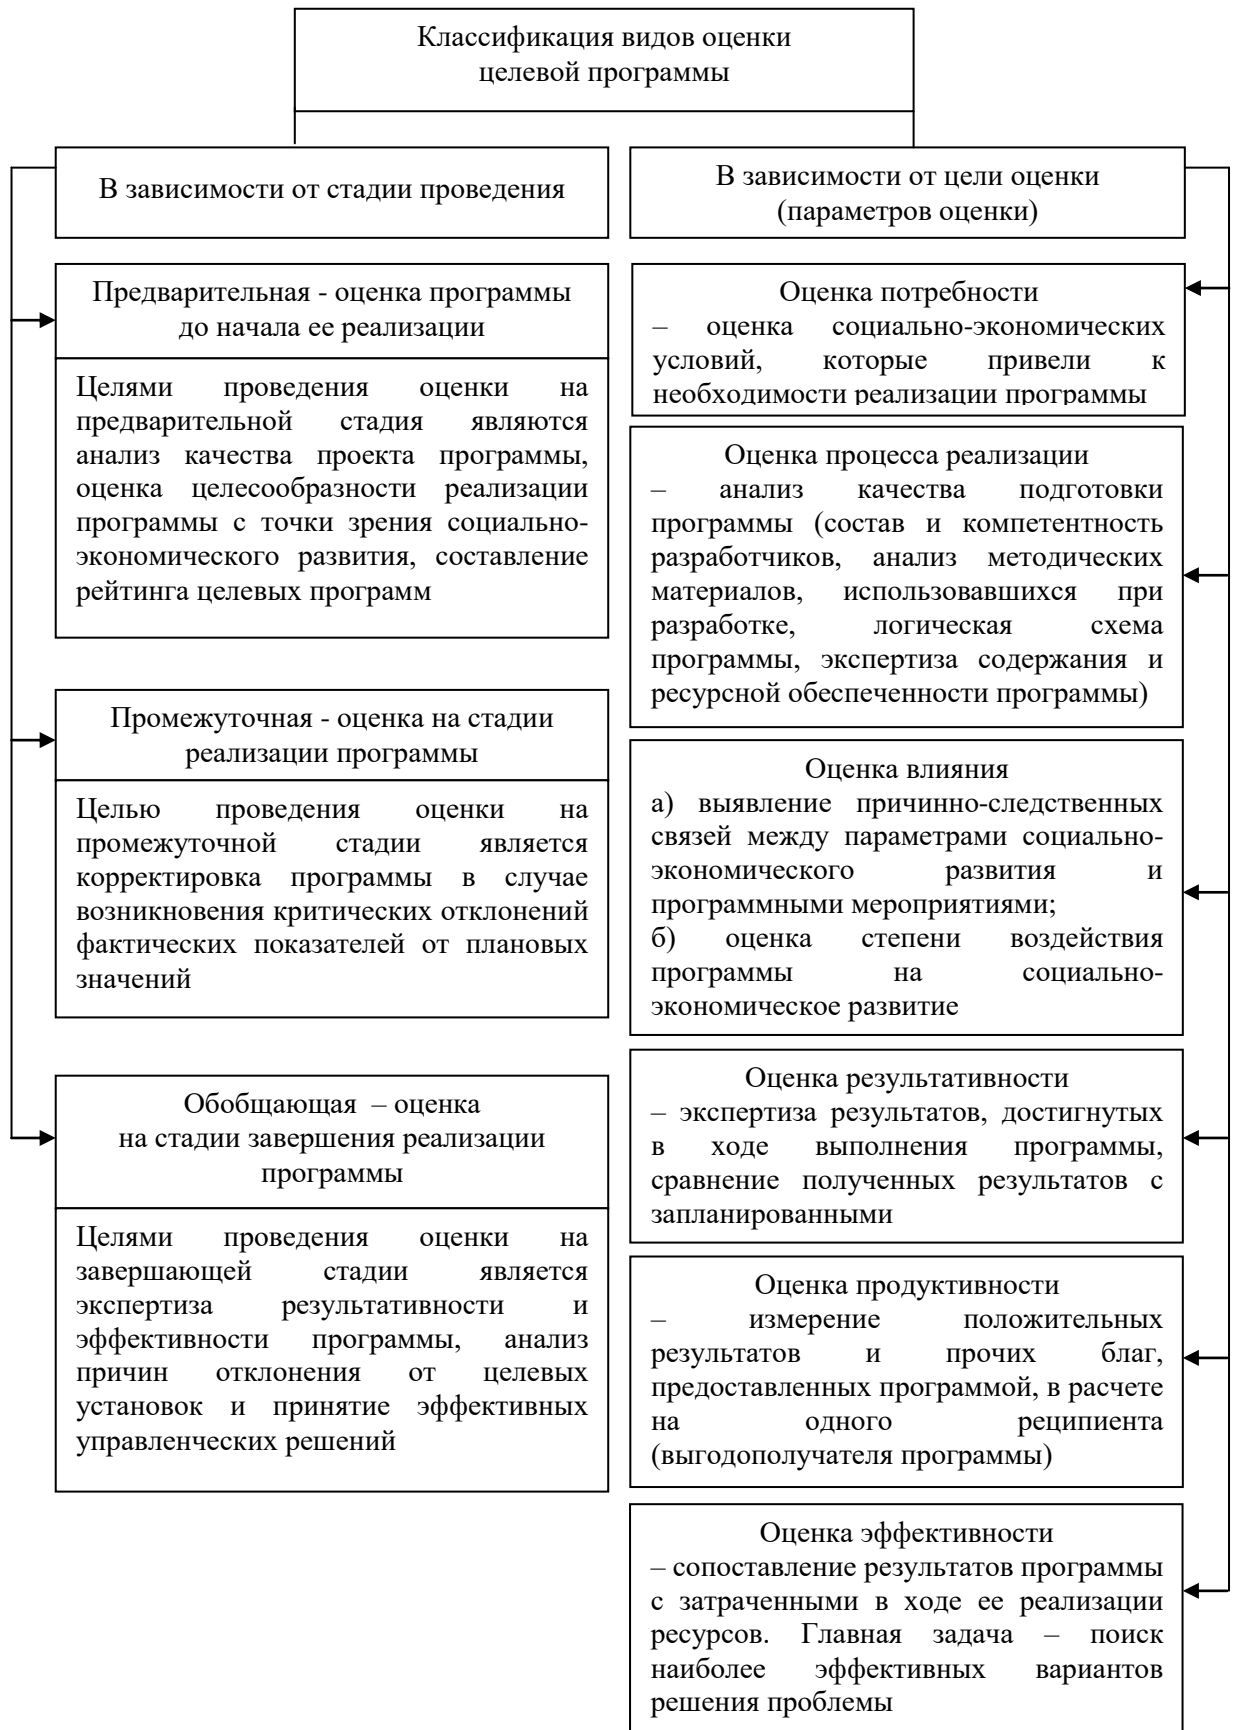 Классификация видов оценки
целевой программы
В зависимости от стадии проведения
Предварительная - оценка программы
до начала ее реализации
Целями проведения оценки на
предварительной стадия являются
анализ качества проекта программы,
оценка целесообразности реализации
программы с точки зрения социально-
экономического развития, составление
рейтинга целевых программ
Промежуточная - оценка на стадии
реализации программы
Целью проведения оценки на
промежуточной стадии является
корректировка программы в случае
возникновения критических отклонений
фактических показателей от плановых
значений
Обобщающая – оценка
на стадии завершения реализации
программы
Целями проведения оценки на
завершающей стадии является
экспертиза результативности и
эффективности программы, анализ
причин отклонения от целевых
установок и принятие эффективных
управленческих решений
В зависимости от цели оценки
(параметров оценки)
Оценка потребности
– оценка социально-экономических
условий, которые привели к
необходимости реализации программы
Оценка процесса реализации
– анализ качества подготовки
программы (состав и компетентность
разработчиков, анализ методических
материалов, использовавшихся при
разработке, логическая схема
программы, экспертиза содержания и
ресурсной обеспеченности программы)
Оценка влияния
а) выявление причинно-следственных
связей между параметрами социально-
экономического развития и
программными мероприятиями;
б) оценка степени воздействия
программы на социально-
экономическое развитие
Оценка результативности
– экспертиза результатов, достигнутых
в ходе выполнения программы,
сравнение полученных результатов с
запланированными
Оценка продуктивности
– измерение положительных
результатов и прочих благ,
предоставленных программой, в расчете
на одного реципиента
(выгодополучателя программы)
Оценка эффективности
– сопоставление результатов программы
с затраченными в ходе ее реализации
ресурсов. Главная задача – поиск
наиболее эффективных вариантов
решения проблемы